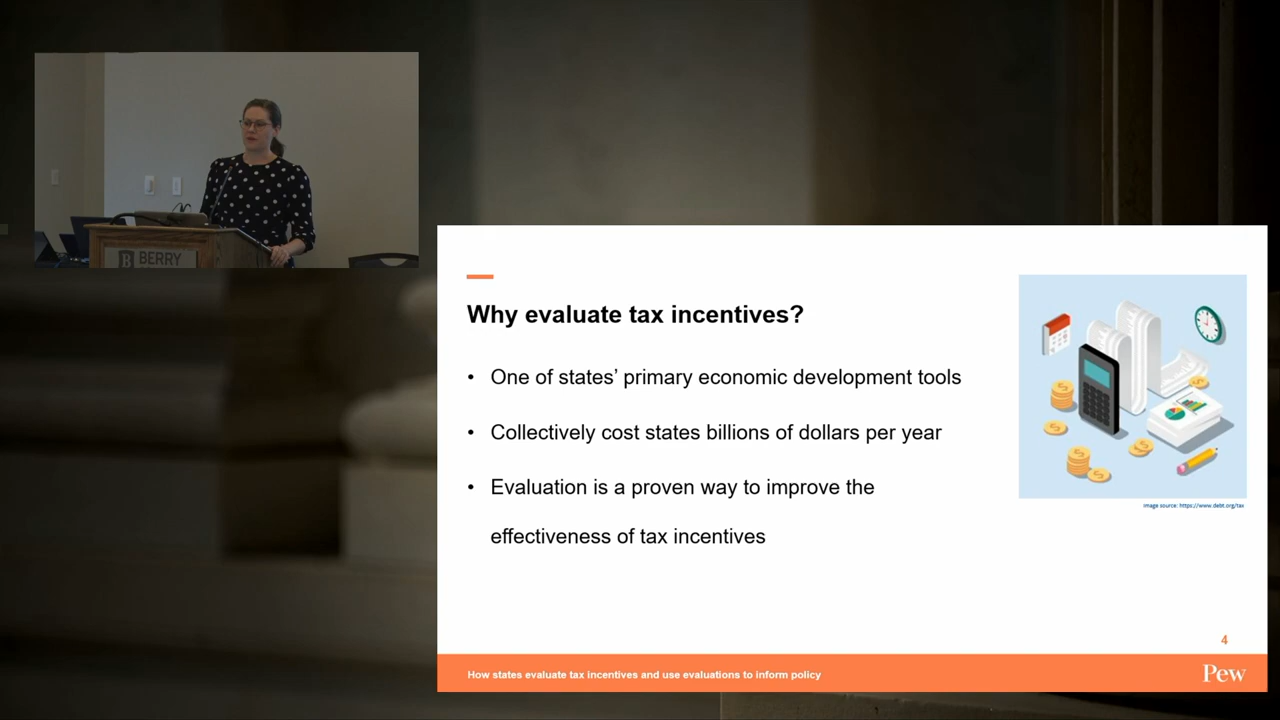 B BERRY
Why evaluate tax incentives?
• One of states’ primary economic development tools
• Collectively cost states billions of dollars per year
• Evaluation is a proven way to improve the
effectiveness of tax incentives
Image source: https://www.debt.org/tax
4
How states evaluate tax incentives and use evaluations to inform policy
Pew